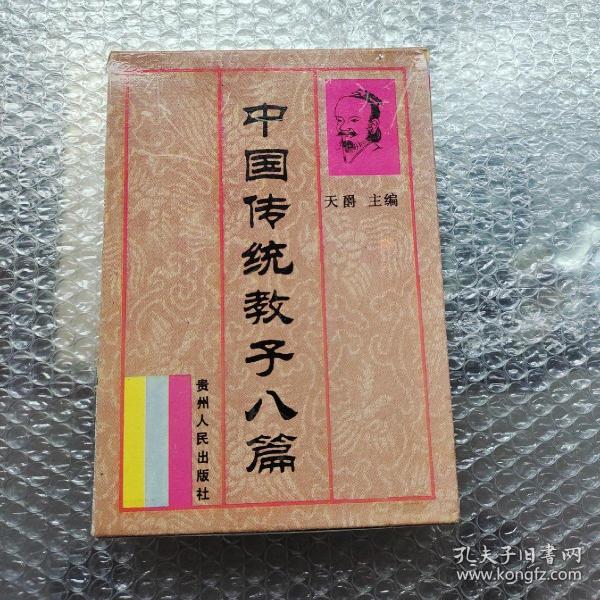 中国传统教子八篇
天爵 主编
贵州人民出版社
孔夫子旧书网
www.kongfz.com